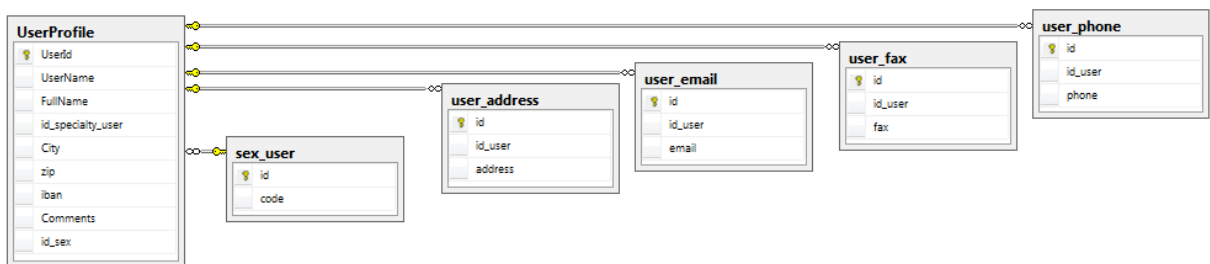 UserProfile
UserId
UserName
FullName
id_specialty_user
City
zip
iban
Comments
id_sex
sex_user
id
code
user_address
id
id_user
address
user_email
id
id_user
email
user_fax
id
id_user
fax
user_phone
id
id_user
phone